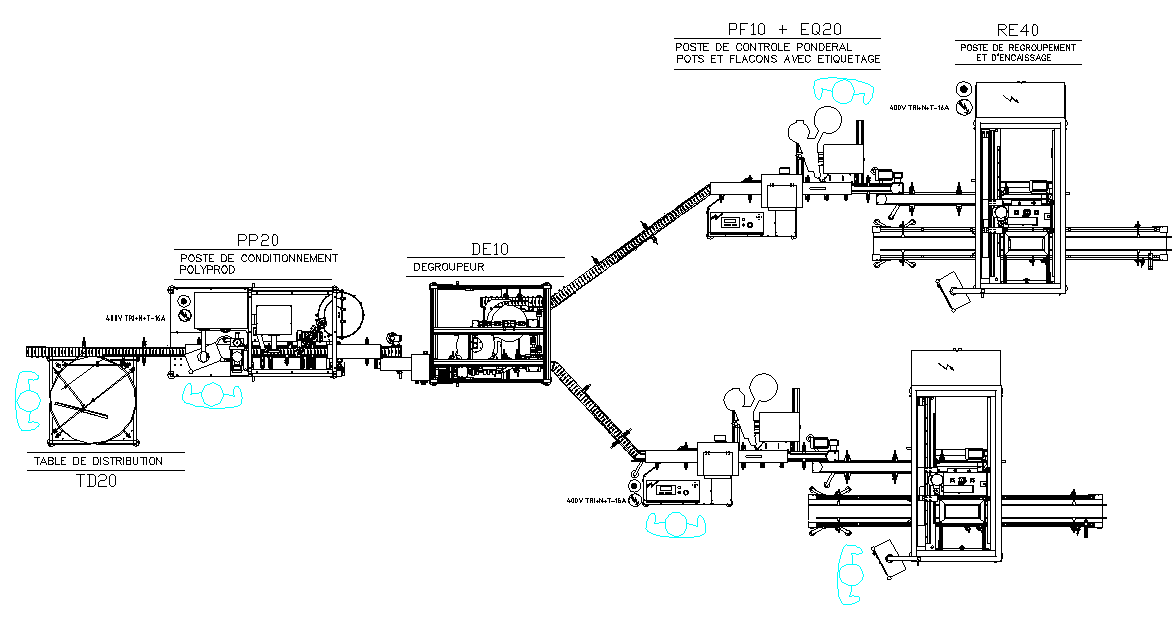 PF10 + EQ20
POSTE DE CONTROLE PONDERAL
POTS ET FLACONS AVEC ETIQUETAGE
RE40
POSTE DE REGROUPEMENT
ET D'ENCAISSAGE
400V TRI+N+T-16A
PP20
POSTE DE CONDITIONNEMENT
POLYPROD
400V TRI+N+T-16A
DE10
DEGROUPEUR
TABLE DE DISTRIBUTION
TD20
400V TRI+N+T-16A